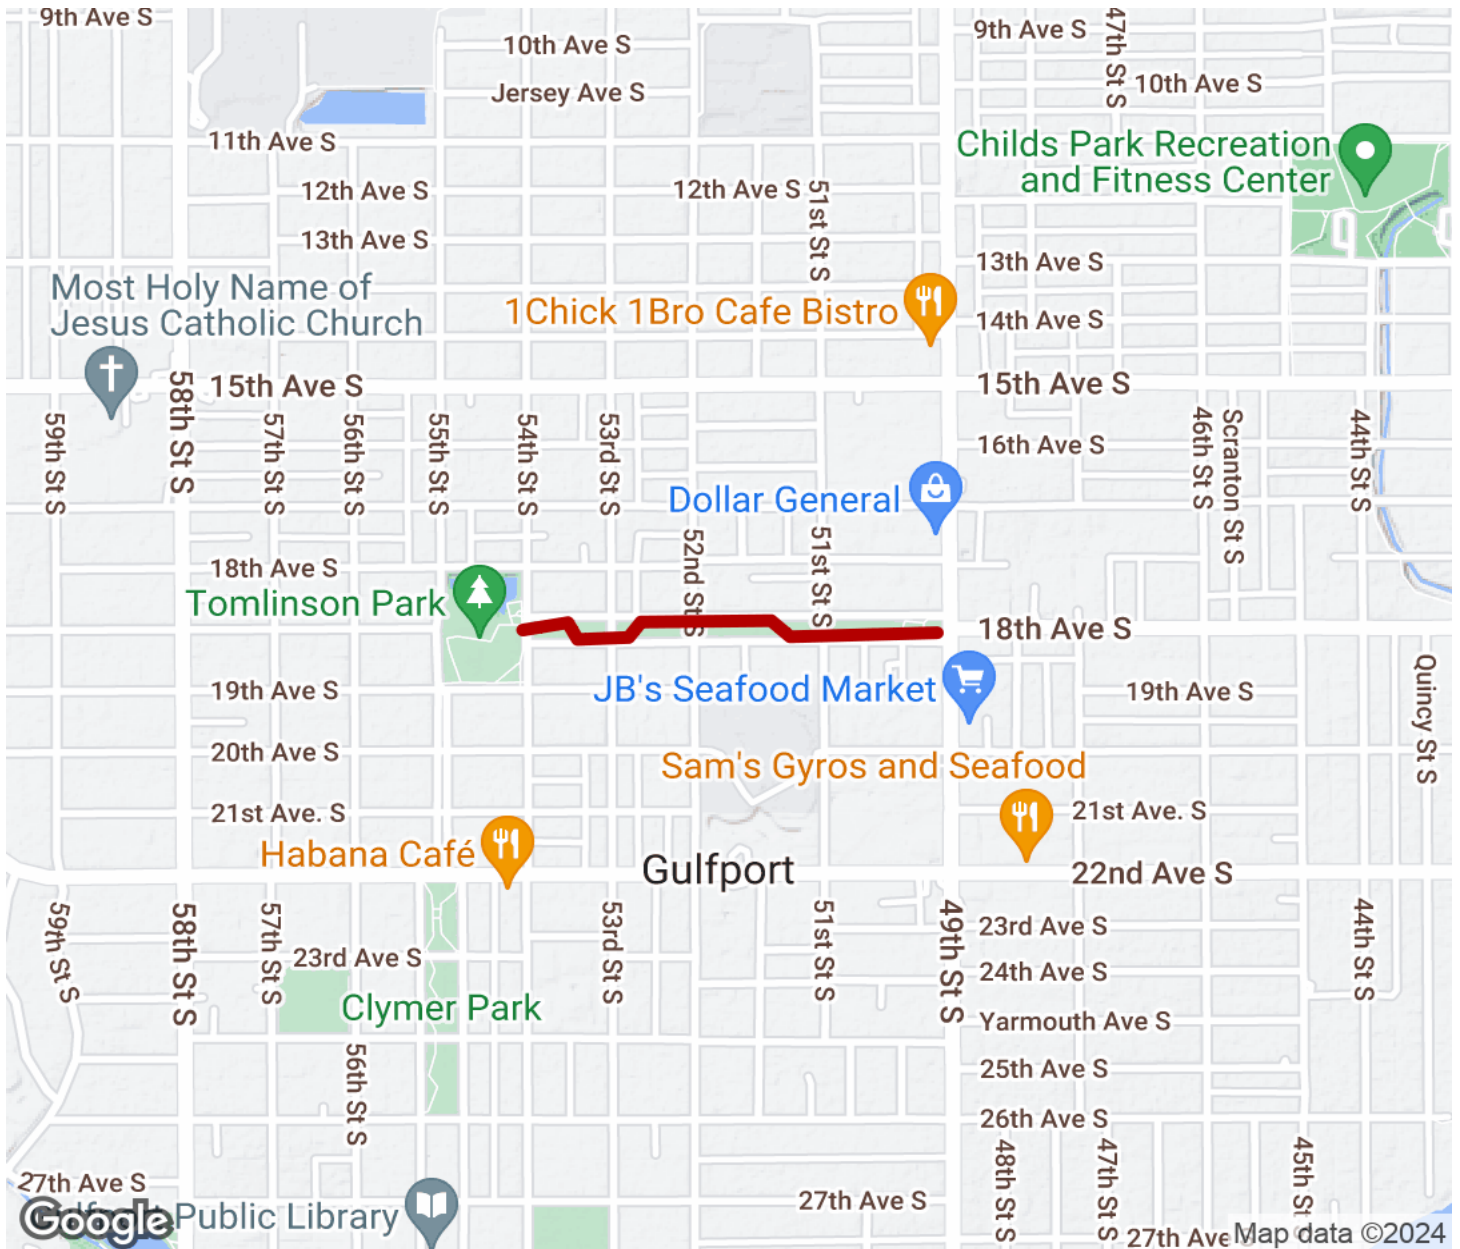 9th Ave S
10th Ave S
9th Ave S
47th St S
Jersey Ave S
10th Ave S
11th Ave S
Childs Park Recreation
and Fitness Center
12th Ave S
12th Ave S
51st St S
13th Ave S
13th Ave S
Most Holy Name of
Jesus Catholic Church
1Chick 1Bro Cafe Bistro
14th Ave S
58th St S
15th Ave S
15th Ave S
59th St S
57th St S
56th St S
55th St S
54th St S
53rd St S
16th Ave S
46th St S
Scranton St S
44th St S
Dollar General
52nd St S
51st St S
18th Ave S
Tomlinson Park
18th Ave S
19th Ave S
JB's Seafood Market
19th Ave S
Quincy St S
20th Ave S
Sam's Gyros and Seafood
21st Ave. S
21st Ave. S
Habana Café
Gulfport
22nd Ave S
59th St S
58th St S
57th St S
53rd St S
51st St S
49th St S
23rd Ave S
44th St S
23rd Ave S
24th Ave S
Clymer Park
Yarmouth Ave S
56th St S
25th Ave S
26th Ave S
48th St S
47th St S
45th St S
27th Ave S
27th Ave S
Public Library
Google
27th Ave
Map data ©2024